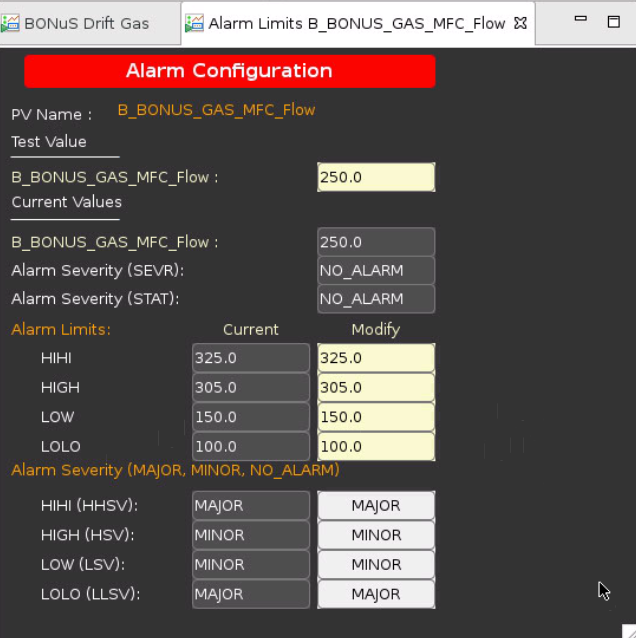 BONuS Drift Gas Alarm Limits B_BONUS_GAS_MFC_Flow
Alarm Configuration
PV Name : B_BONUS_GAS_MFC_Flow
Test Value
B_BONUS_GAS_MFC_Flow : 250.0
Current Values
B_BONUS_GAS_MFC_Flow : 250.0
Alarm Severity (SEVR): NO_ALARM
Alarm Severity (STAT): NO_ALARM
Alarm Limits: Current Modify
HIHI 325.0 325.0
HIGH 305.0 305.0
LOW 150.0 150.0
LOLO 100.0 100.0
Alarm Severity (MAJOR, MINOR, NO_ALARM)
HIHI (HHSV): MAJOR MAJOR
HIGH (HSV): MINOR MINOR
LOW (LSV): MINOR MINOR
LOLO (LLSV): MAJOR MAJOR